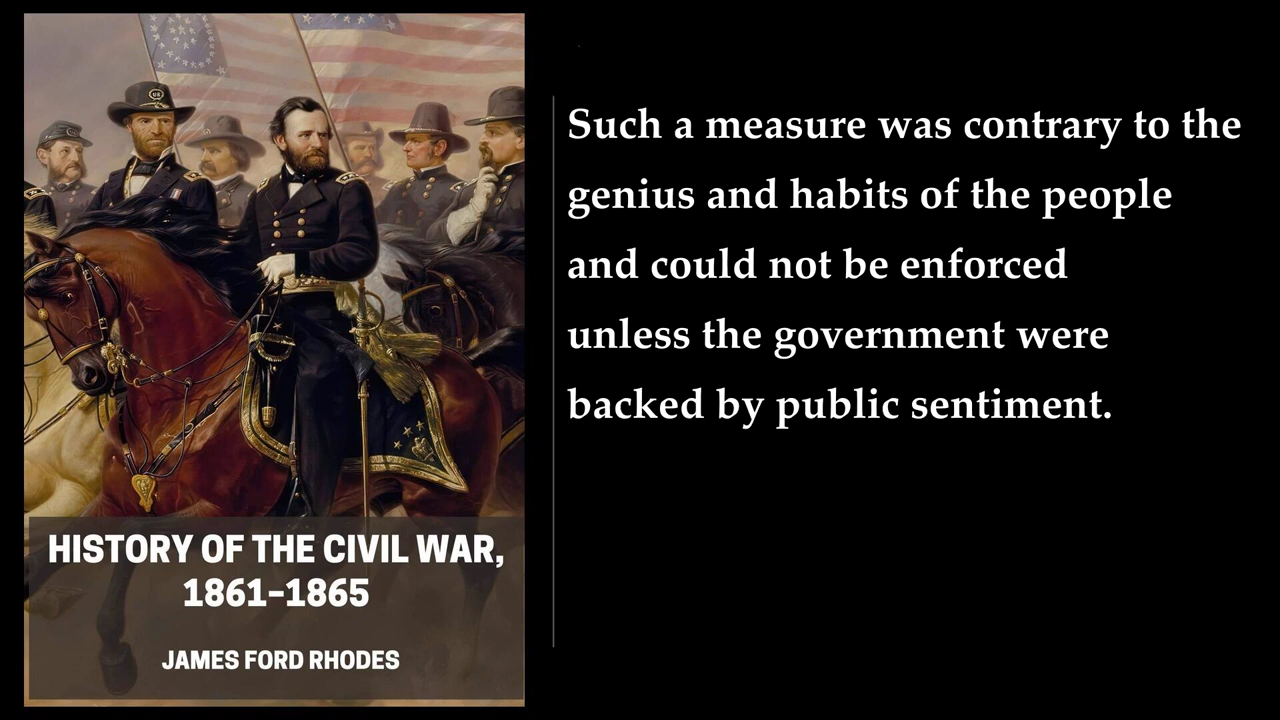 HISTORY OF THE CIVIL WAR,
1861–1865
JAMES FORD RHODES
Such a measure was contrary to the
genius and habits of the people
and could not be enforced
unless the government were
backed by public sentiment.